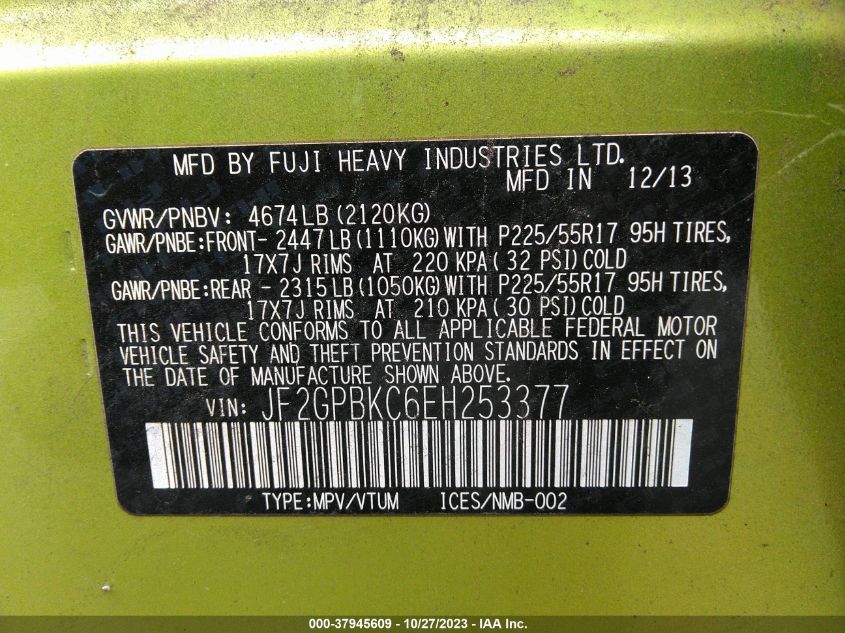 MFD BY FUJI HEAVY INDUSTRIES LTD.
MFD IN 12/13
GVWR/PNBV: 4674LB(2120KG)
GAWR/PNBE:FRONT- 2447LB(1110KG)WITH P225/55R17 95H TIRES,
17X7J RIMS AT 220 KPA(32 PSI)COLD
GAWR/PNBE:REAR - 2315LB(1050KG)WITH P225/55R17 95H TIRES,
17X7J RIMS AT 210 KPA(30 PSI)COLD
THIS VEHICLE CONFORMS TO ALL APPLICABLE FEDERAL MOTOR
VEHICLE SAFETY AND THEFT PREVENTION STANDARDS IN EFFECT ON
THE DATE OF MANUFACTURE SHOWN ABOVE.
VIN: JF2GPBKC6EH253377
TYPE:MPV/VTUM ICES/NMB-002
000-37945609 - 10/27/2023 - IAA Inc.